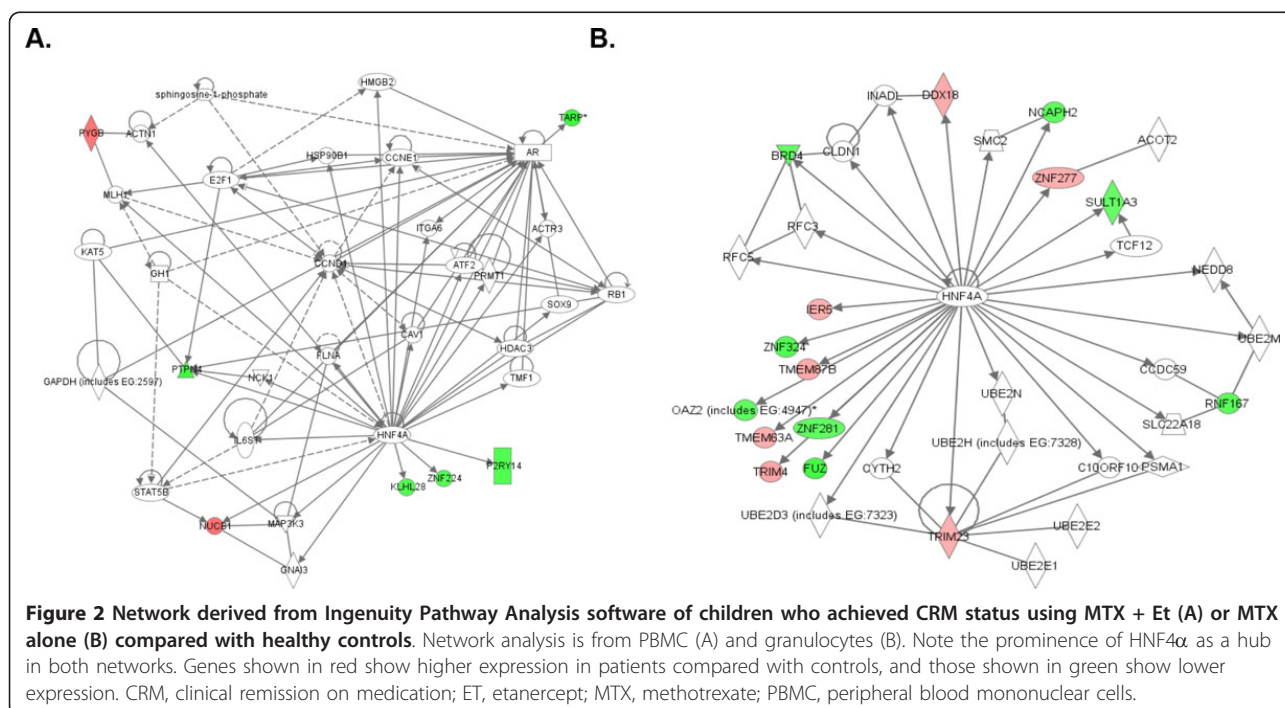 A.
B.
sphingosine-1-phosphate
HMGB2
TARP*
PYGB
ACTN1
HSP90B1
CCNE1
AR
E2F1
MLH1
ITGA6
ACTR3
KAT5
CCND1
ATF2
PRMT1
GH1
RB1
SOX9
CAV1
FLNA
HDAC3
PTPN4
NCK1
TMF1
GAPDH (includes EG:2597)
IL6ST
HNF4A
P2RY14
ZNF224
KLHL28
STAT5B
NUCB1
MAP3K3
GNAI3
INADL
DDX18
NCAPH2
SMC2
ACOT2
BRD4
CLDN1
ZNF277
SULT1A3
RFC3
TCF12
RFC5
NEDD8
HNF4A
IER5
UBE2M
ZNF324
TMEM87B
CCDC59
OAZ2 (includes EG:4947)*
UBE2N
RNF167
ZNF281
SLC22A18
TMEM63A
UBE2H (includes EG:7328)
TRIM4
FUZ
CYTH2
C10ORF10
PSMA1
UBE2D3 (includes EG:7323)
TRIM23
UBE2E2
UBE2E1
Figure 2 Network derived from Ingenuity Pathway Analysis software of children who achieved CRM status using MTX + Et (A) or MTX
alone (B) compared with healthy controls. Network analysis is from PBMC (A) and granulocytes (B). Note the prominence of HNF4α as a hub
in both networks. Genes shown in red show higher expression in patients compared with controls, and those shown in green show lower
expression. CRM, clinical remission on medication; ET, etanercept; MTX, methotrexate; PBMC, peripheral blood mononuclear cells.